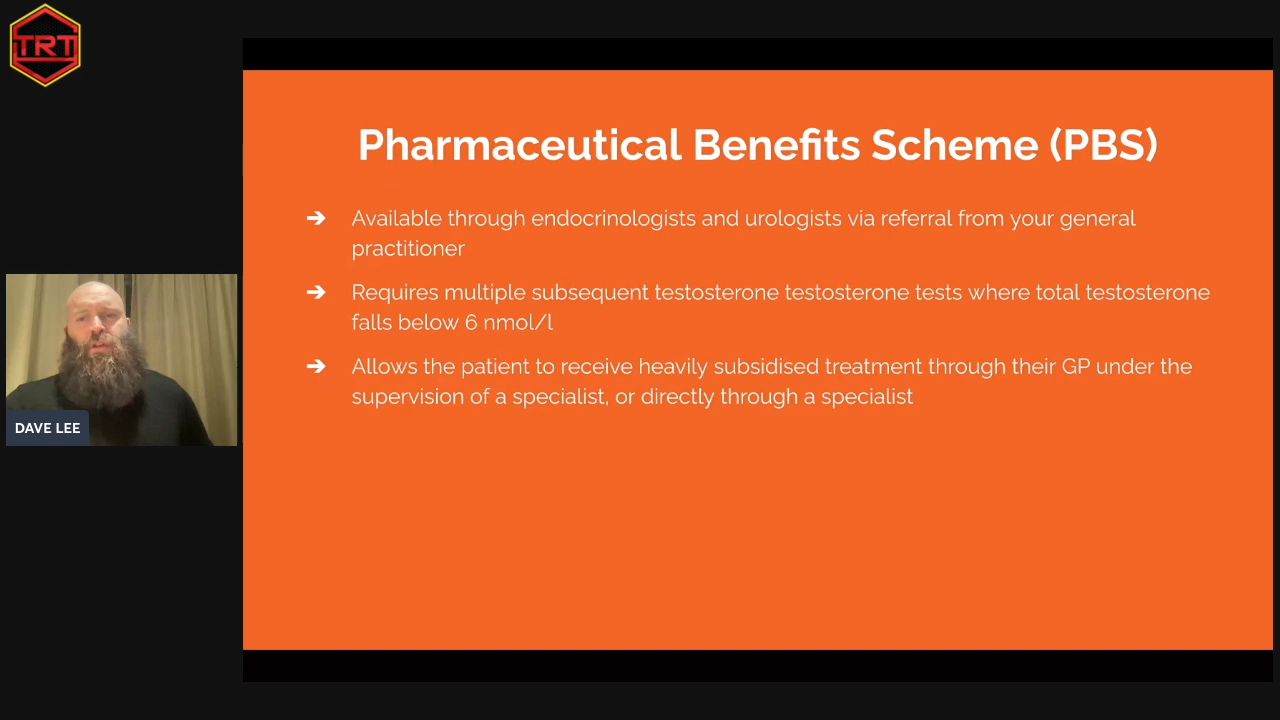 TRT
Pharmaceutical Benefits Scheme (PBS)
➔ Available through endocrinologists and urologists via referral from your general
practitioner
➔ Requires multiple subsequent testosterone testosterone tests where total testosterone
falls below 6 nmol/l
➔ Allows the patient to receive heavily subsidised treatment through their GP under the
supervision of a specialist, or directly through a specialist
DAVE LEE